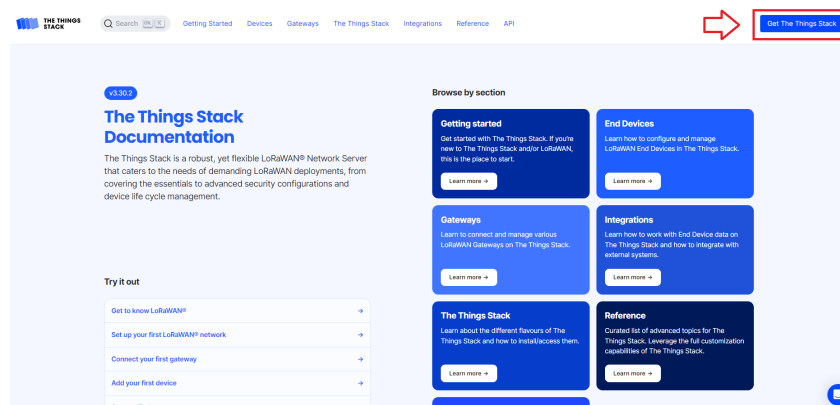 THE THINGS
STACK
Search
K
Getting Started
Devices
Gateways
The Things Stack
Integrations
Reference
API
Get The Things Stack
v3.30.2
The Things Stack
Documentation
The Things Stack is a robust, yet flexible LoRaWAN® Network Server
that caters to the needs of demanding LoRaWAN deployments, from
covering the essentials to advanced security configurations and
device life cycle management.
Try it out
Get to know LoRaWAN® →
Set up your first LoRaWAN® network →
Connect your first gateway →
Add your first device →
Browse by section
Getting started
Get started with The Things Stack. If you're
new to The Things Stack and/or LoRaWAN,
this is the place to start.
Learn more →
End Devices
Learn how to configure and manage
LoRaWAN End Devices in The Things Stack.
Learn more →
Gateways
Learn to connect and manage various
LoRaWAN Gateways on The Things Stack.
Learn more →
Integrations
Learn how to work with End Device data on
The Things Stack and how to integrate with
external systems.
Learn more →
The Things Stack
Learn about the different flavours of The
Things Stack and how to install/access them.
Learn more →
Reference
Curated list of advanced topics for The
Things Stack. Leverage the full customization
capabilities of The Things Stack.
Learn more →